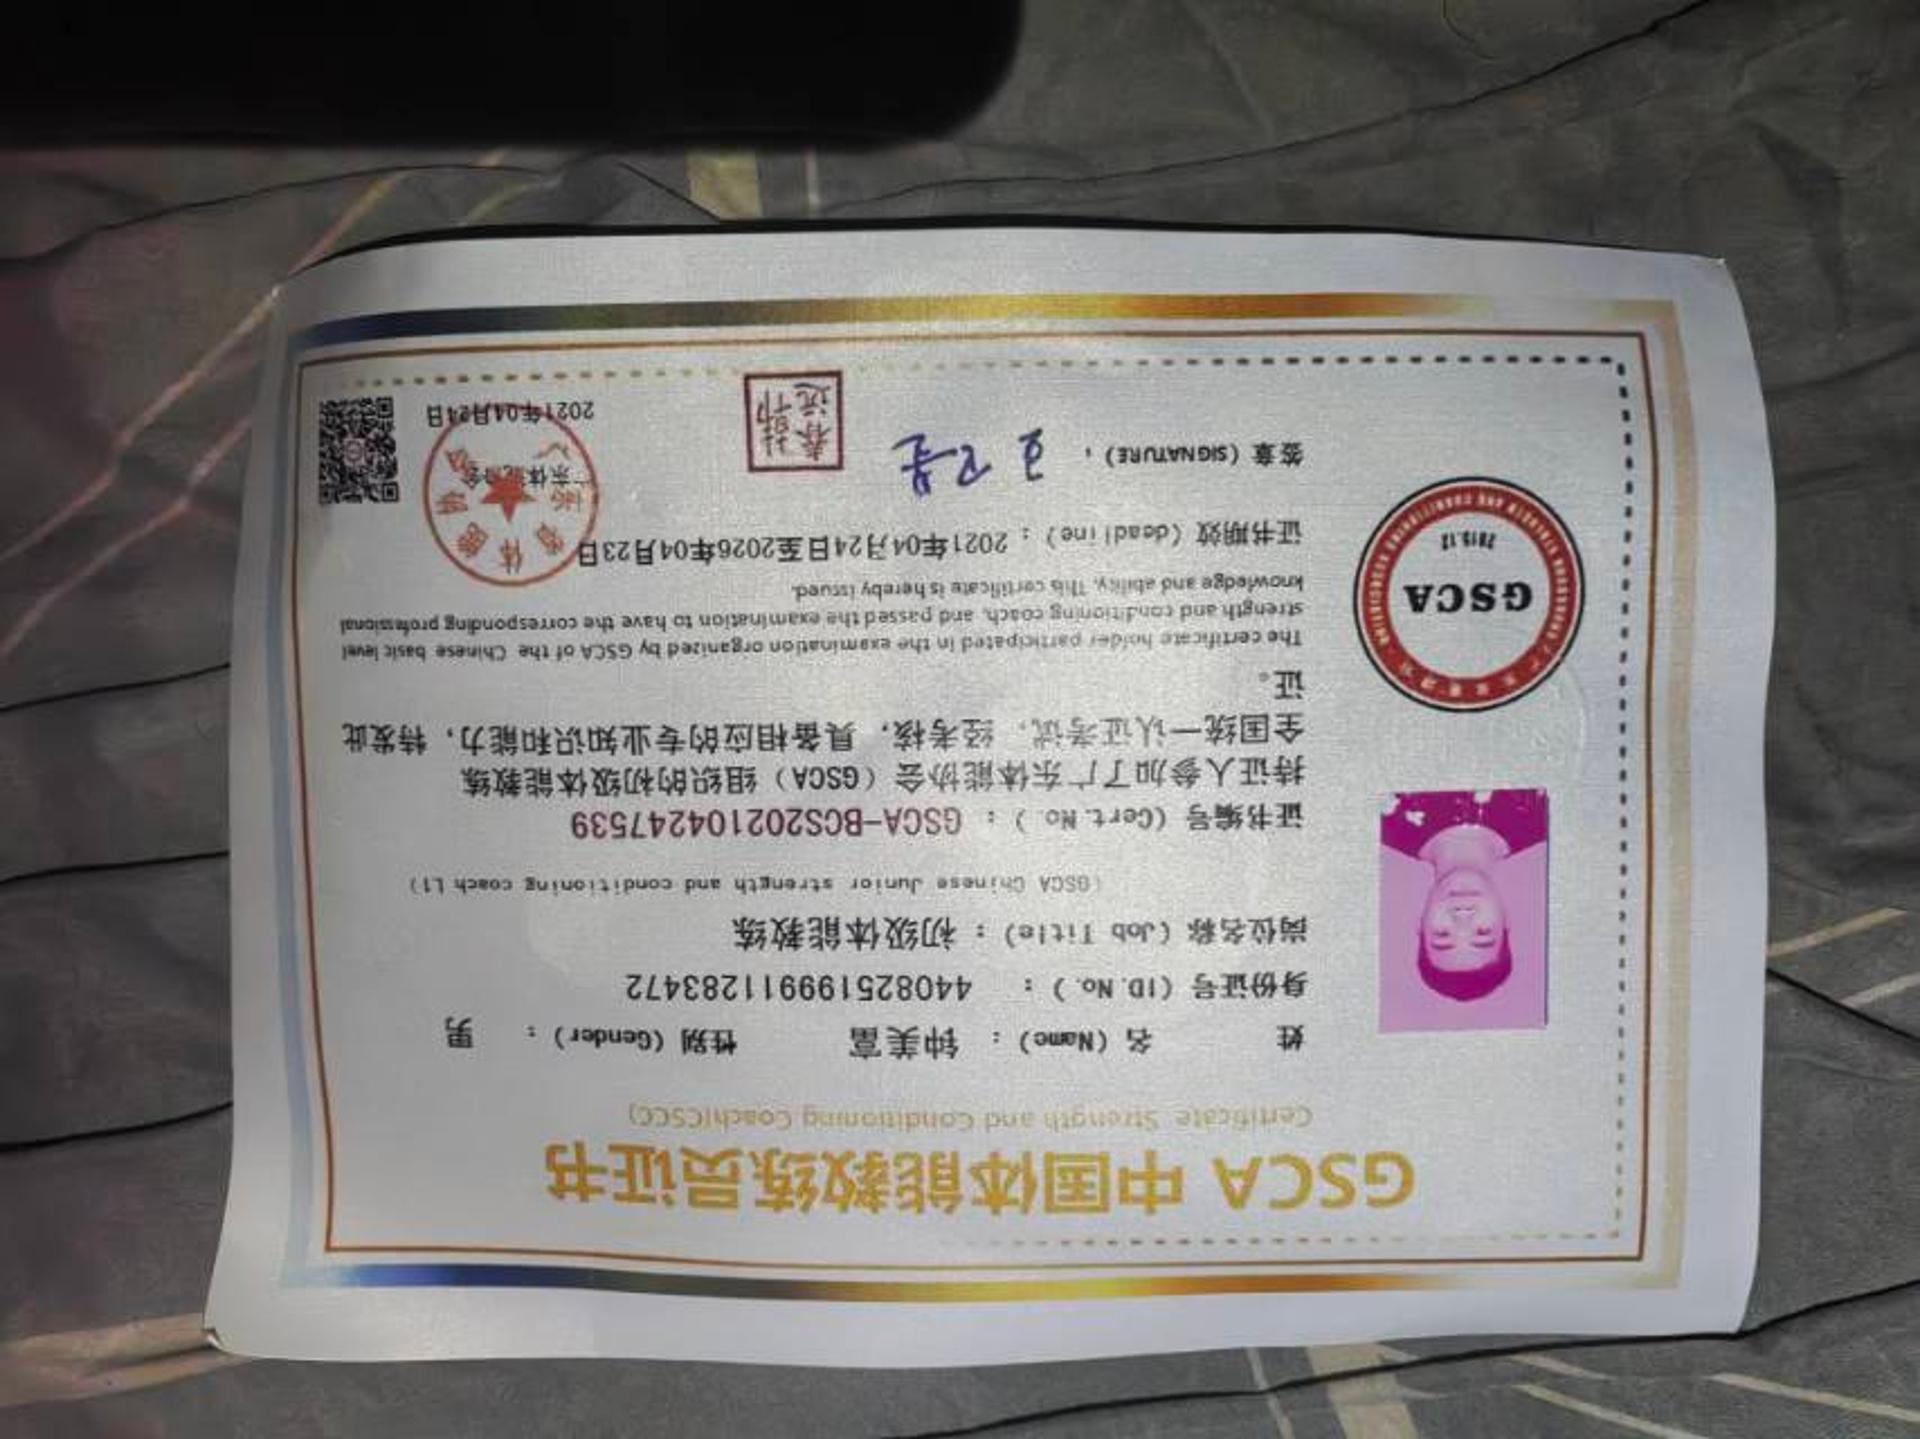 GSCA 中国体能教练员证书
Certificate Strength and Conditioning Coach(CSCC)
姓 名（Name）： 钟美富 性别（Gender）： 男
身份证号（ID.No.）： 440825199911283472
岗位名称（Job Title）： 初级体能教练
(GSCA Chinese Junior strength and conditioning coach L1)
证书编号（Cert.No.）： GSCA-BCS202104247539
持证人参加了广东体能协会（GSCA）组织的初级体能教练
全国统一认证考试，经考核，具备相应的专业知识和能力，特发此
证。
The certificate holder participated in the examination organized by GSCA of the Chinese basic level
strength and conditioning coach, and passed the examination to have the corresponding professional
knowledge and ability. This certificate is hereby issued.
证书期效（deadline）： 2021年04月24日至2026年04月23日
签章（SIGNATURE）：
广东体能协会
2021年04月24日
GSCA
2019.12